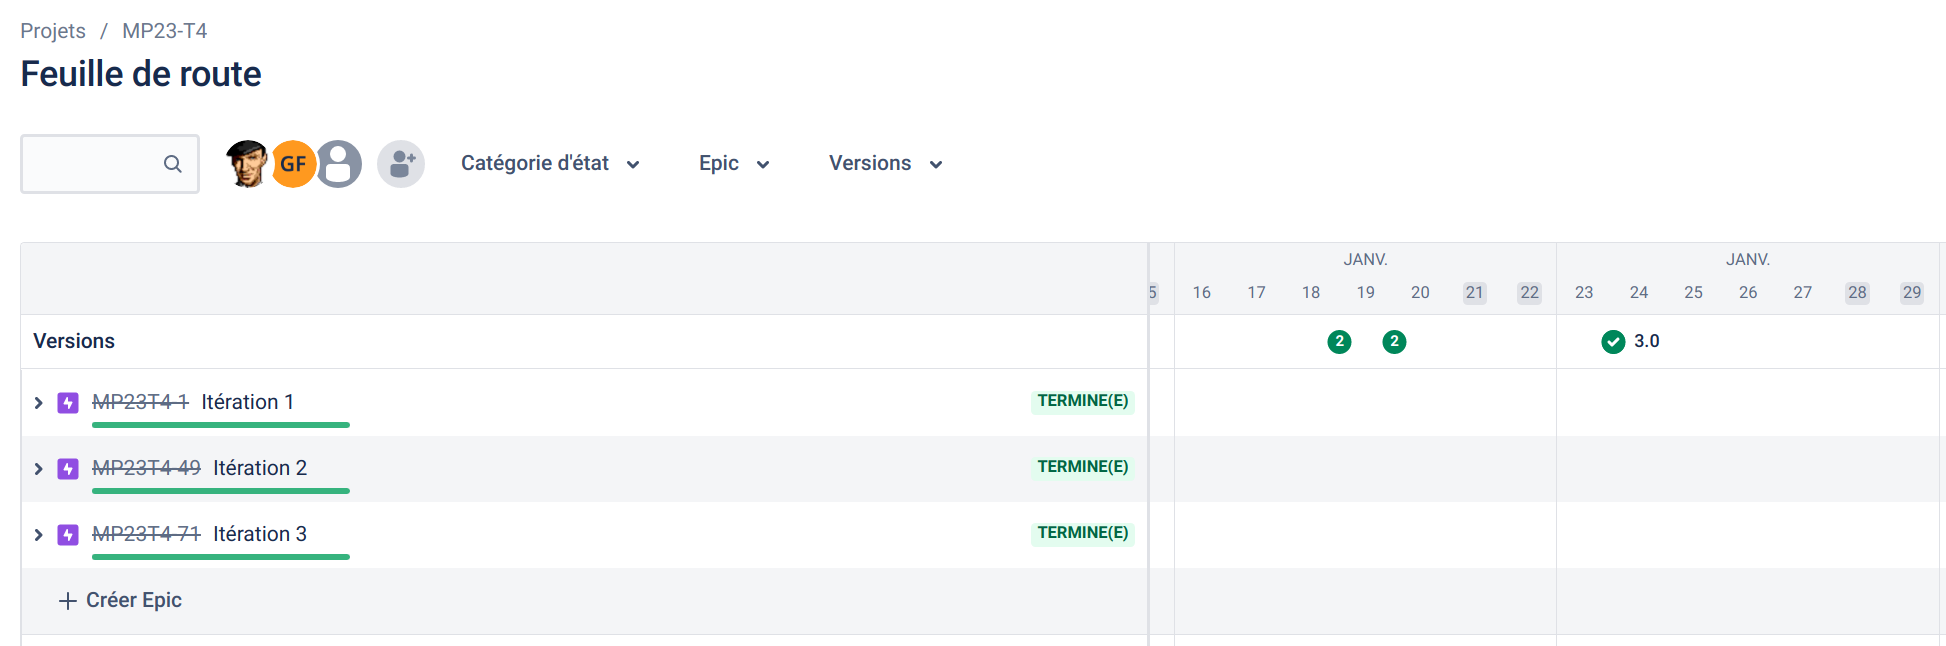 Projets / MP23-T4
Feuille de route
GF Catégorie d'état Epic Versions
JANV. JANV.
5 16 17 18 19 20 21 22 23 24 25 26 27 28 29
Versions 2 2 3.0
MP23T4-1 Itération 1 TERMINE(E)
MP23T4-49 Itération 2 TERMINE(E)
MP23T4-71 Itération 3 TERMINE(E)
+ Créer Epic